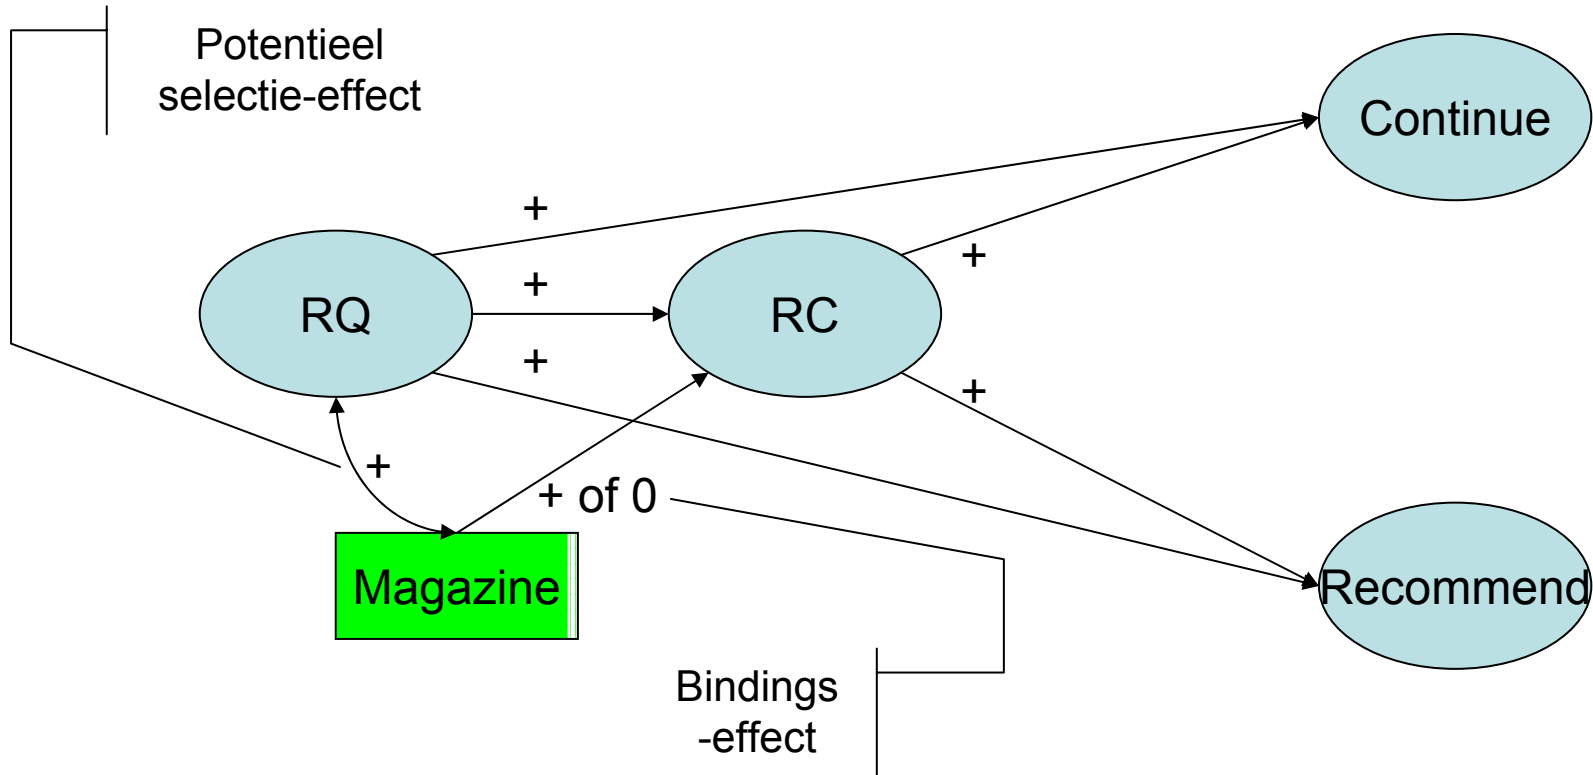 Potentieel
selectie-effect
Continue
+
+
+
RQ
RC
+
+
+
+ of 0
Magazine
Recommend
Bindings
-effect